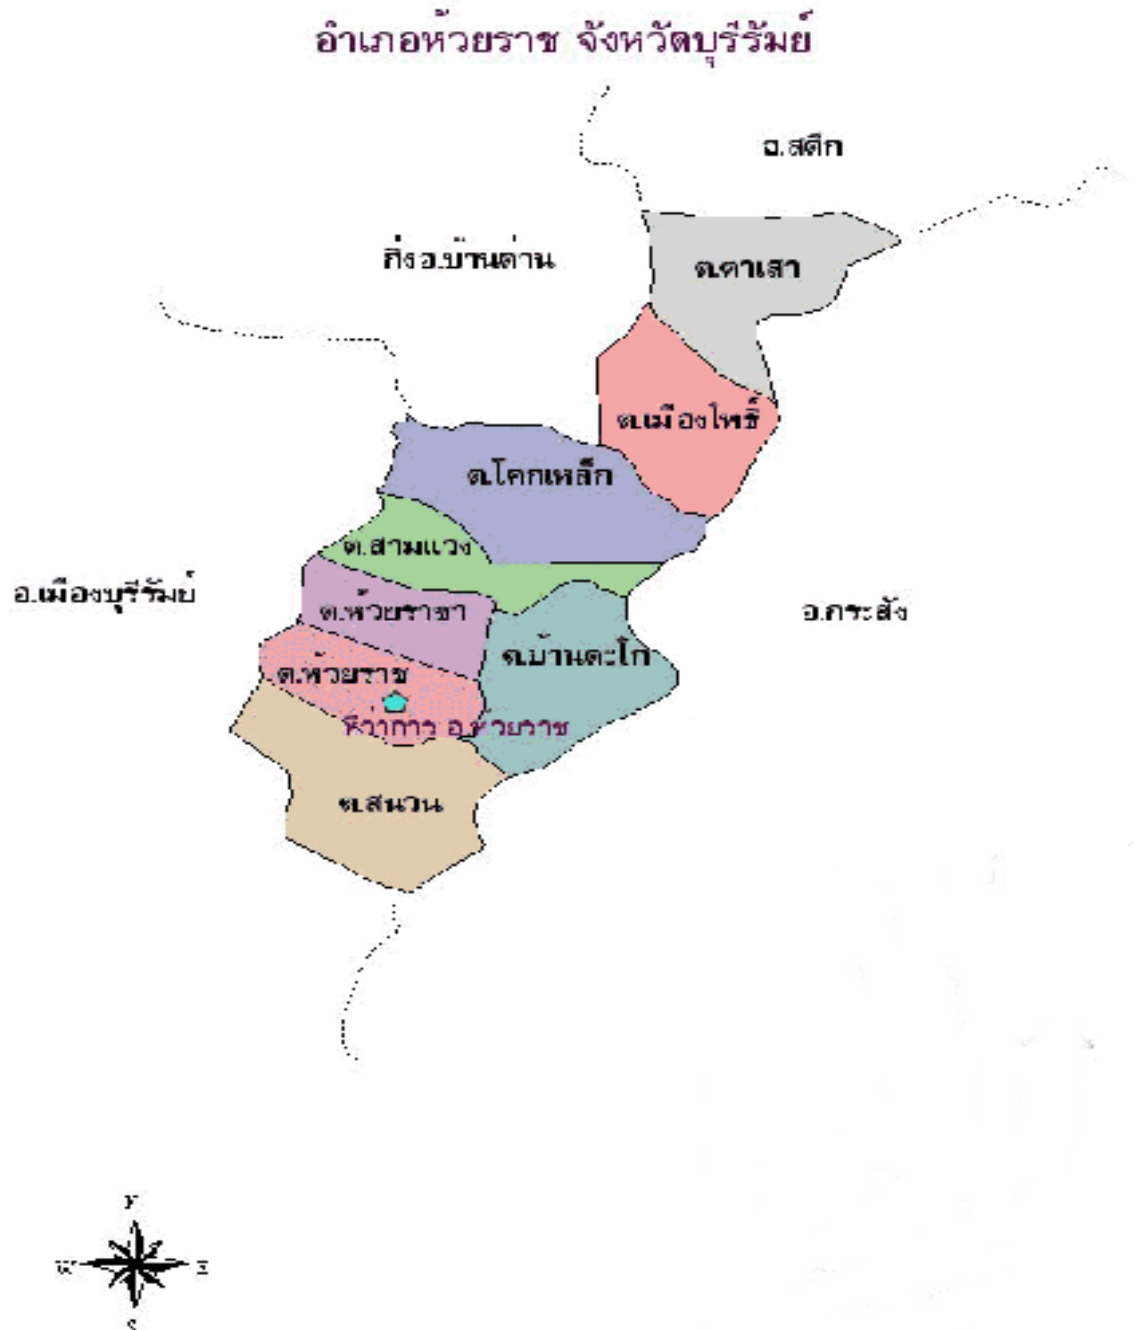 อำเภอห้วยราช จังหวัดบุรีรัมย์
อ.สตึก
กิ่งอ.บ้านด่าน
ต.ตาเสา
ต.เมืองโพธิ์
ต.โคกเหล็ก
ต.สามแวง
อ.เมืองบุรีรัมย์
ต.ห้วยราชา
อ.กระสัง
ต.บ้านตะโก
ต.ห้วยราช
ที่ว่าการ อ.ห้วยราช
ต.สนวน
W
E
S